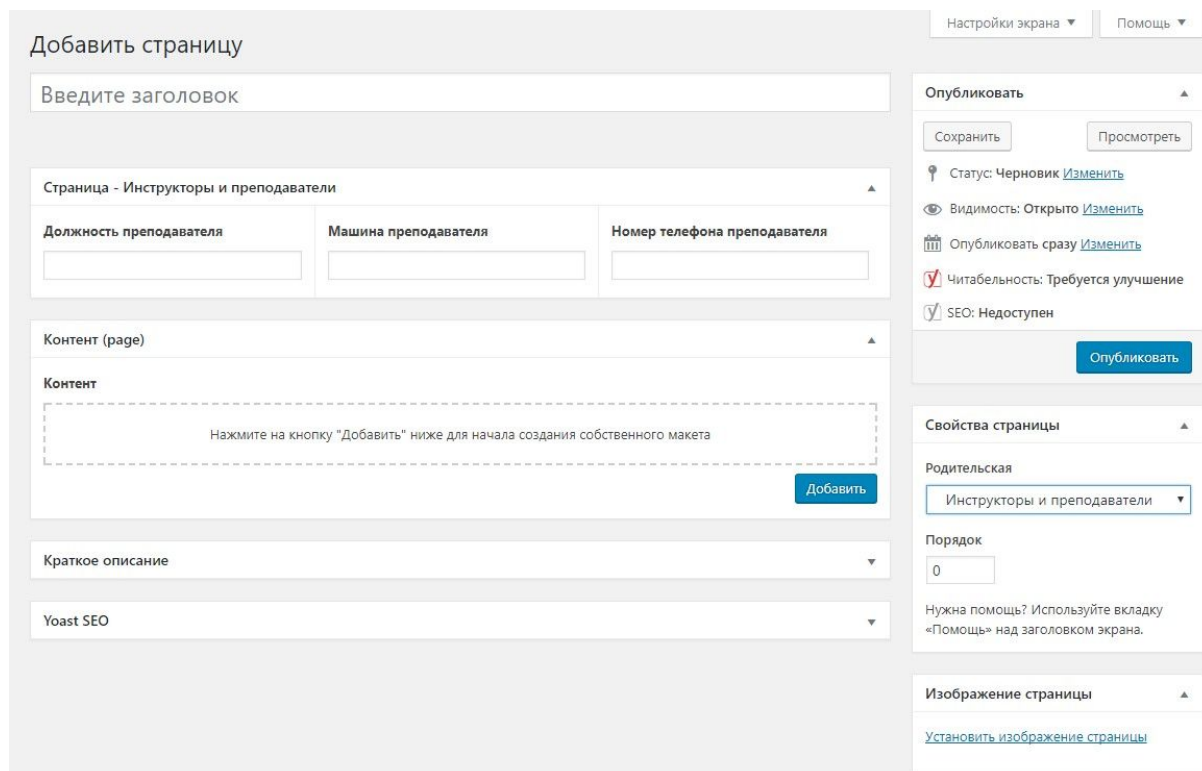 Настройки экрана
Помощь
Добавить страницу
Введите заголовок
Страница - Инструкторы и преподаватели
Должность преподавателя
Машина преподавателя
Номер телефона преподавателя
Контент (page)
Контент
Нажмите на кнопку "Добавить" ниже для начала создания собственного макета
Добавить
Краткое описание
Yoast SEO
Опубликовать
Сохранить
Просмотреть
Статус: Черновик Изменить
Видимость: Открыто Изменить
Опубликовать сразу Изменить
Читабельность: Требуется улучшение
SEO: Недоступен
Опубликовать
Свойства страницы
Родительская
Инструкторы и преподаватели
Порядок
0
Нужна помощь? Используйте вкладку
«Помощь» над заголовком экрана.
Изображение страницы
Установить изображение страницы